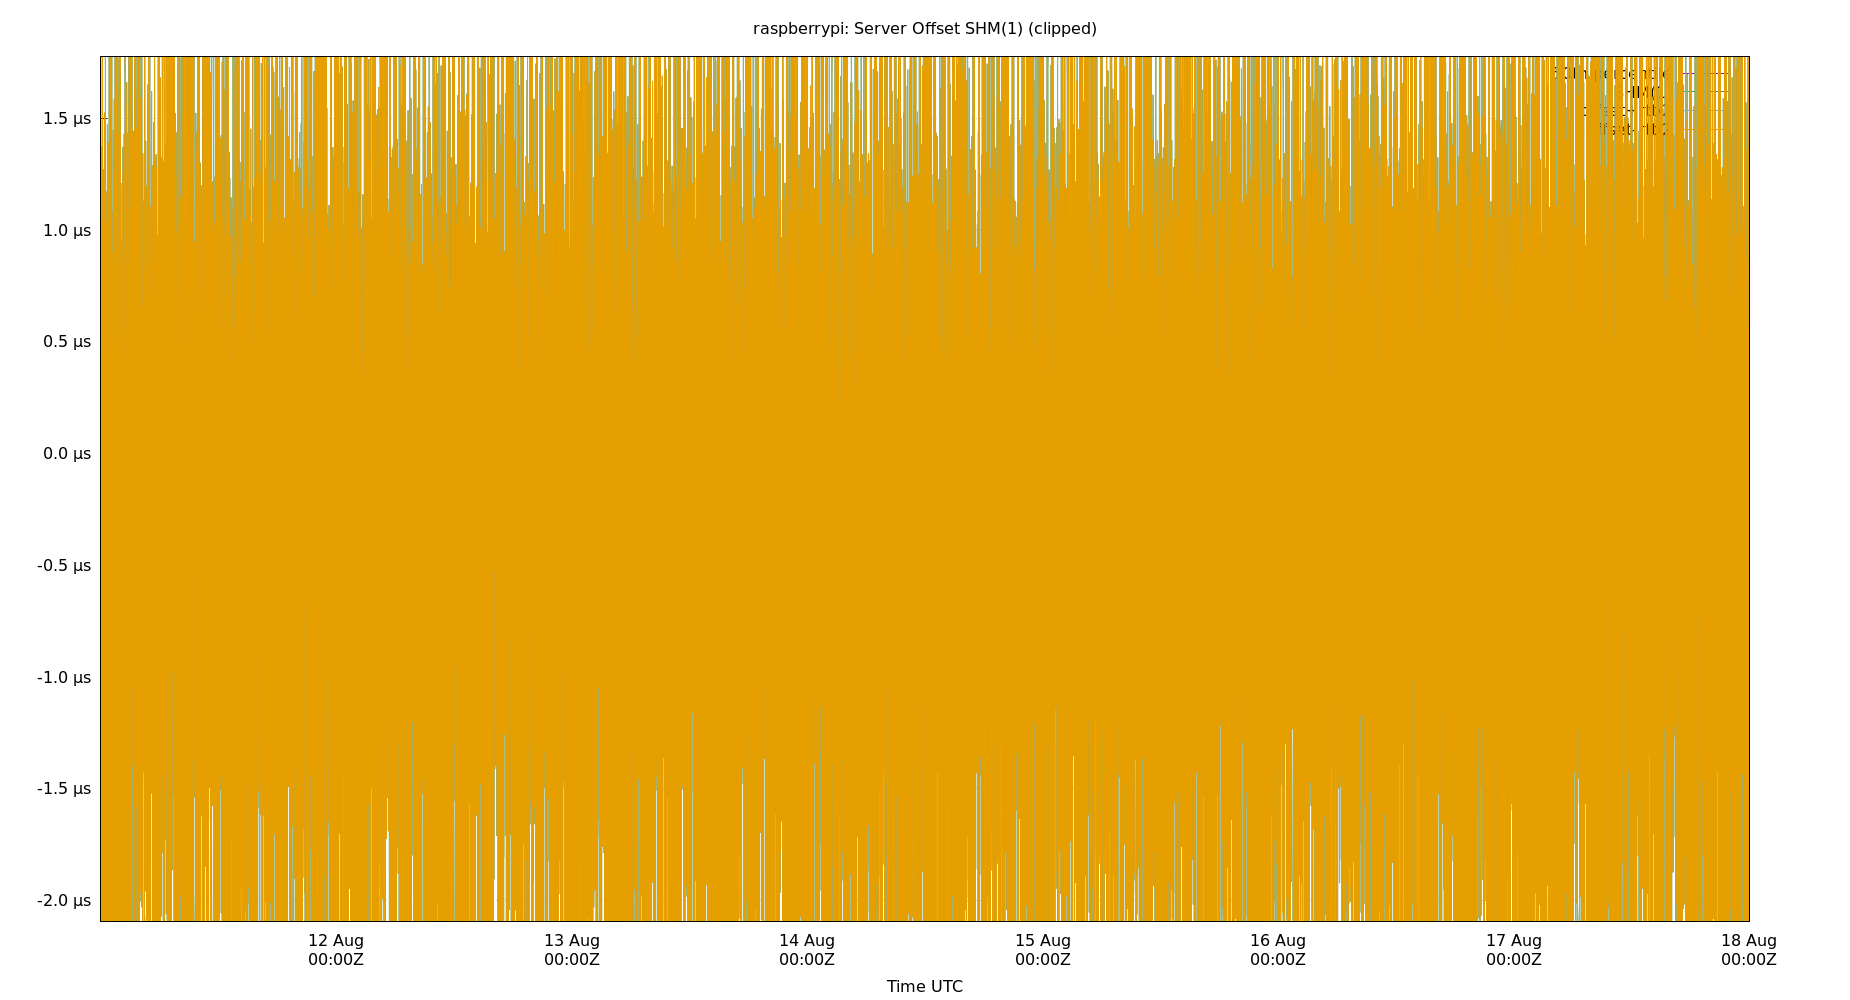 raspberrypi: Server Offset SHM(1) (clipped)
1.5 µs
1.0 µs
0.5 µs
0.0 µs
-0.5 µs
-1.0 µs
-1.5 µs
-2.0 µs
12 Aug 13 Aug 14 Aug 15 Aug 16 Aug 17 Aug 18 Aug
00:00Z 00:00Z 00:00Z 00:00Z 00:00Z 00:00Z 00:00Z
Time UTC